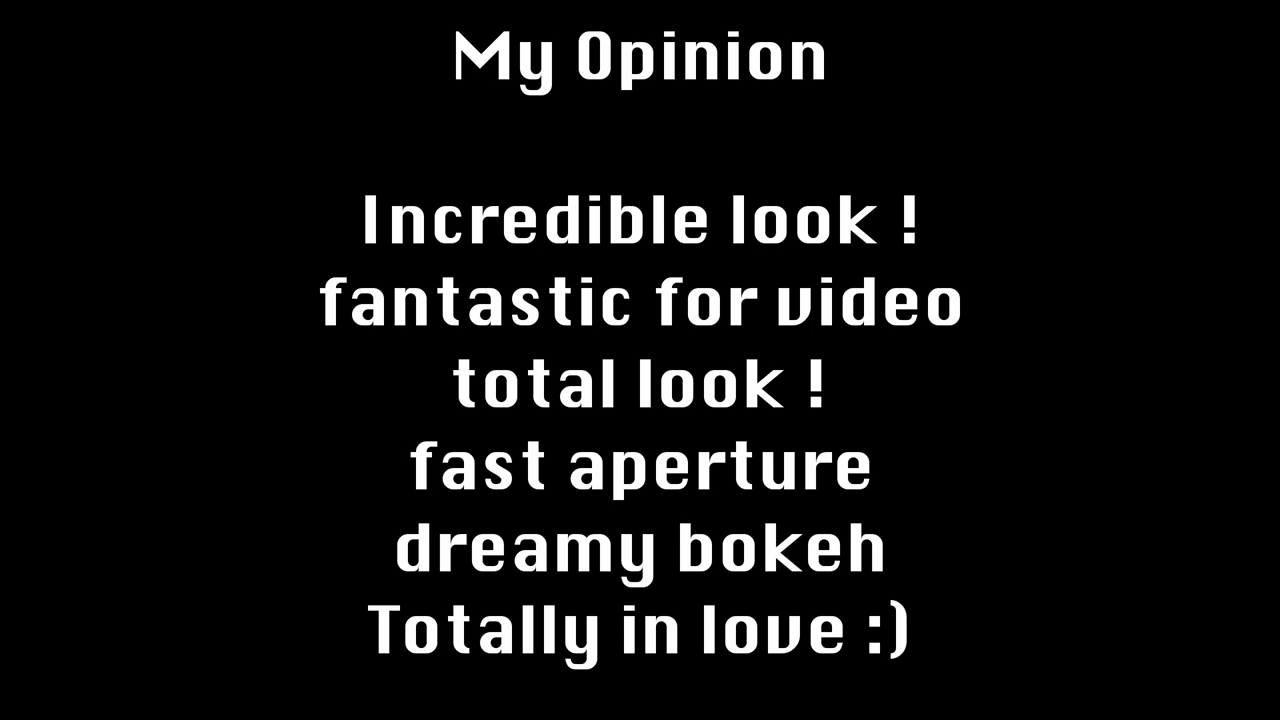 My Opinion
Incredible look !
fantastic for video
total look !
fast aperture
dreamy bokeh
Totally in love :)